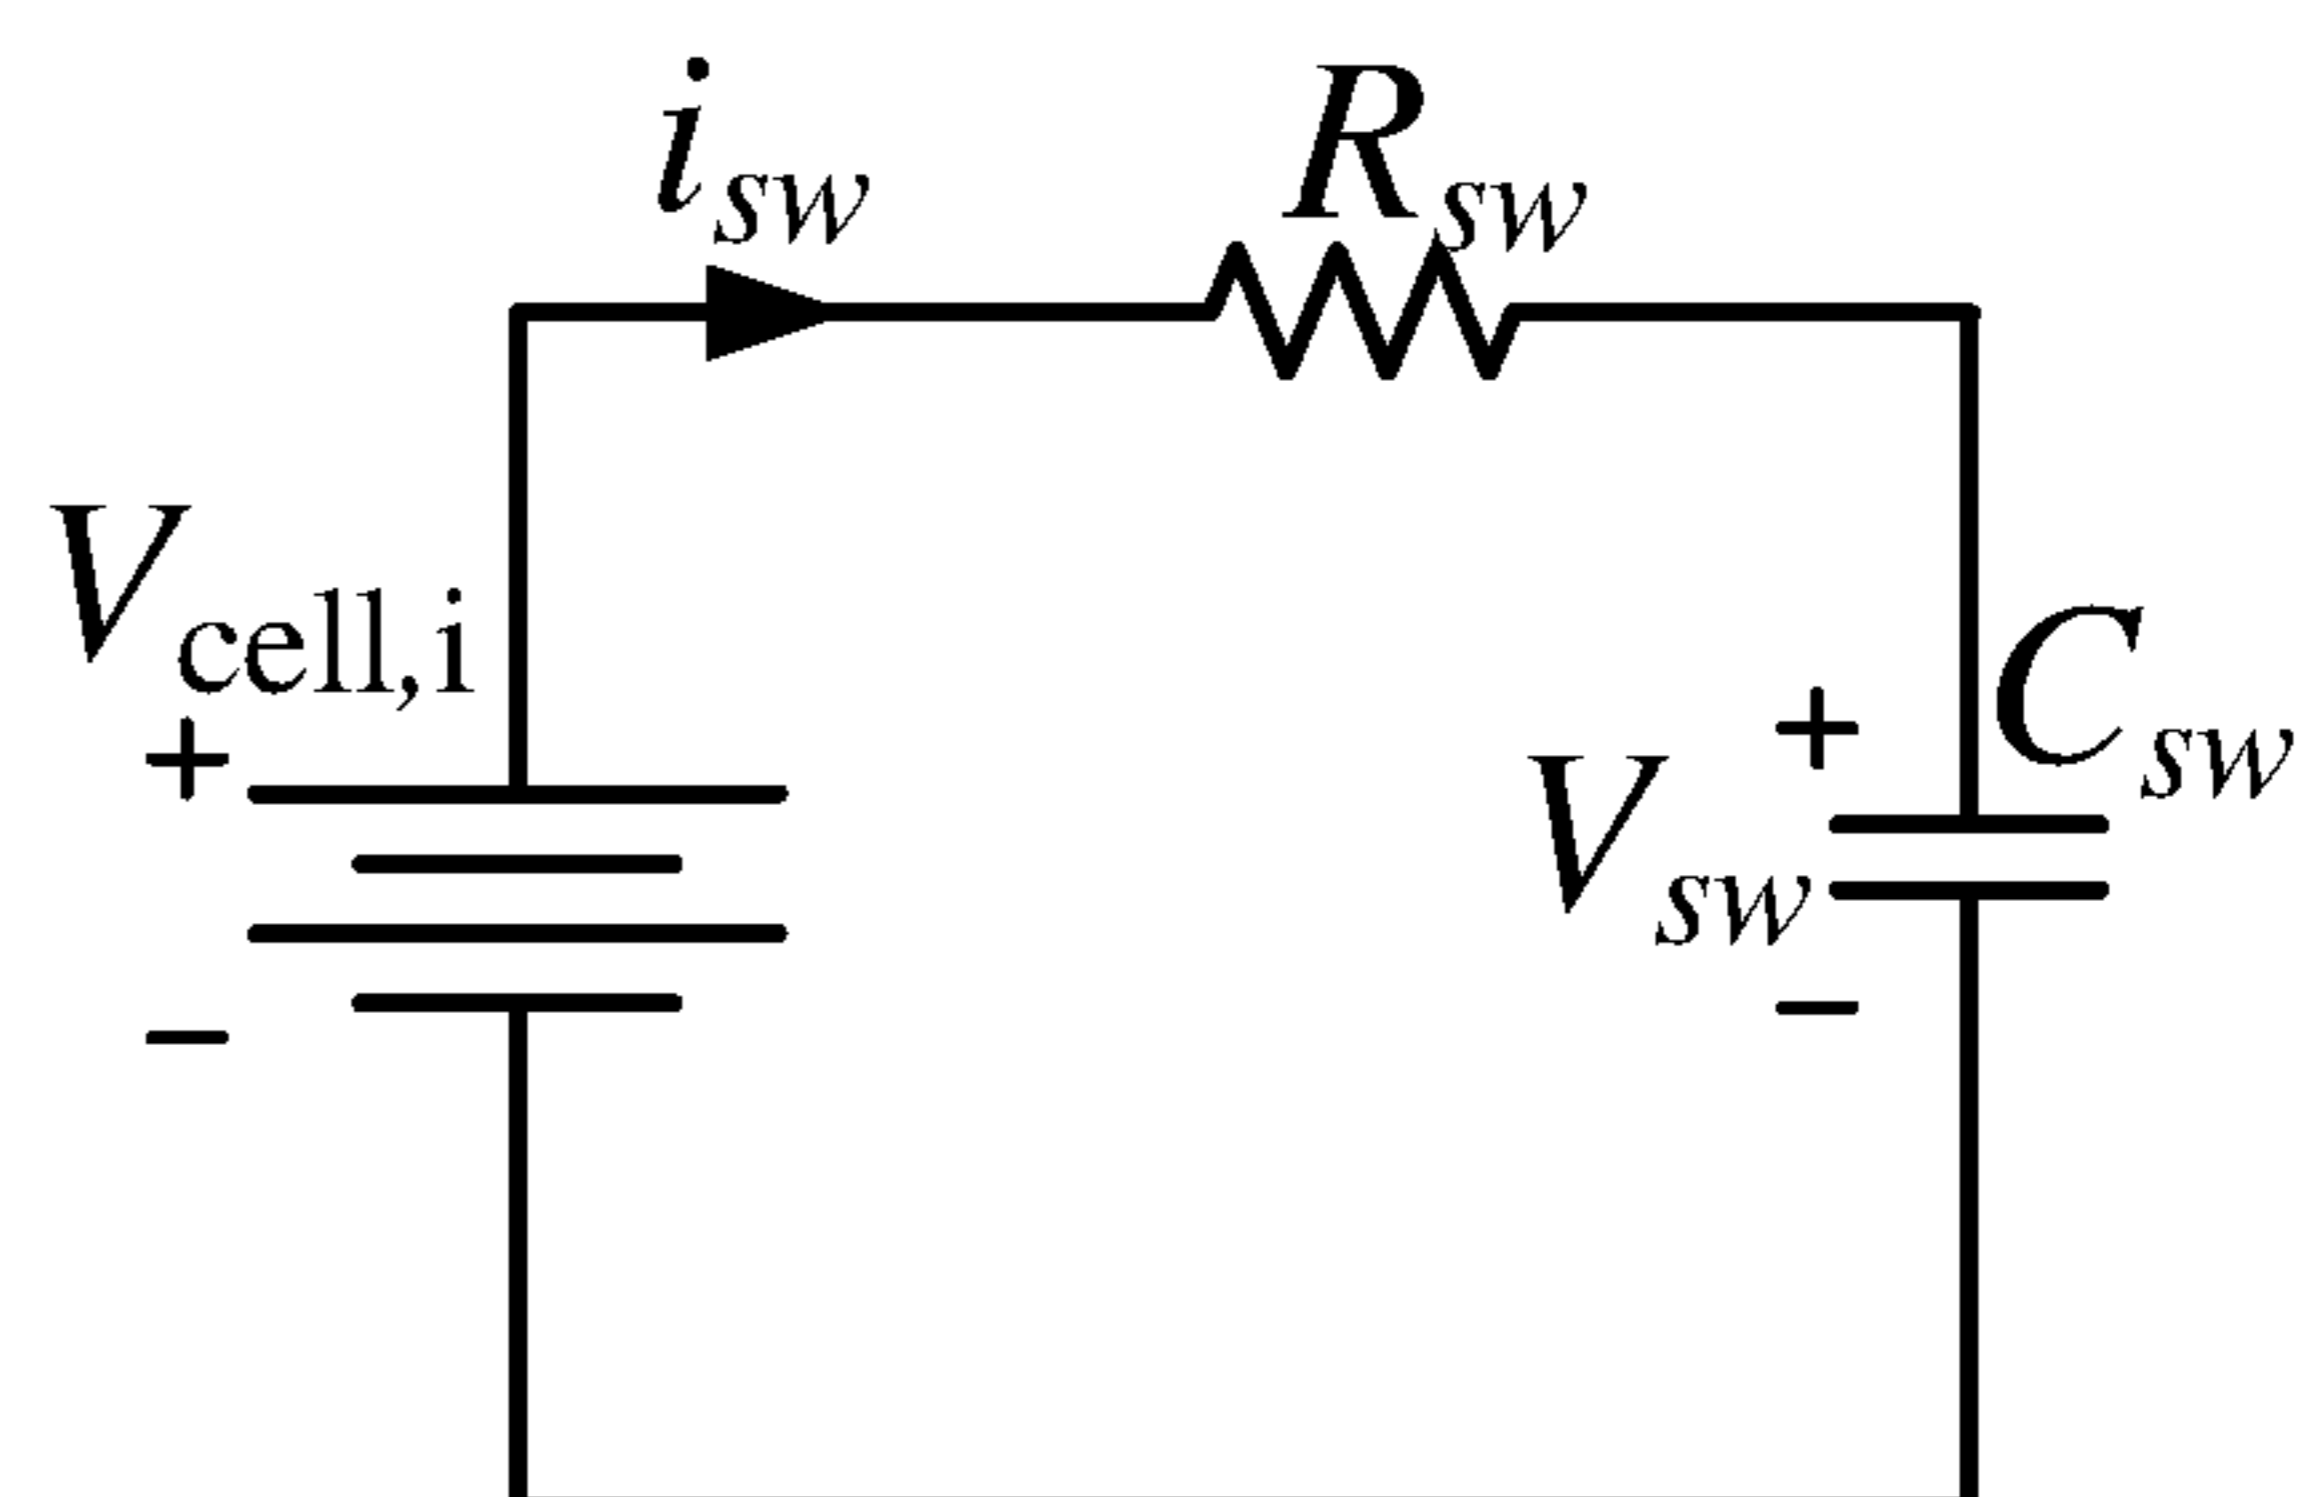 i_sw
R_sw
V_cell,i
+
−
V_sw
+
−
C_sw